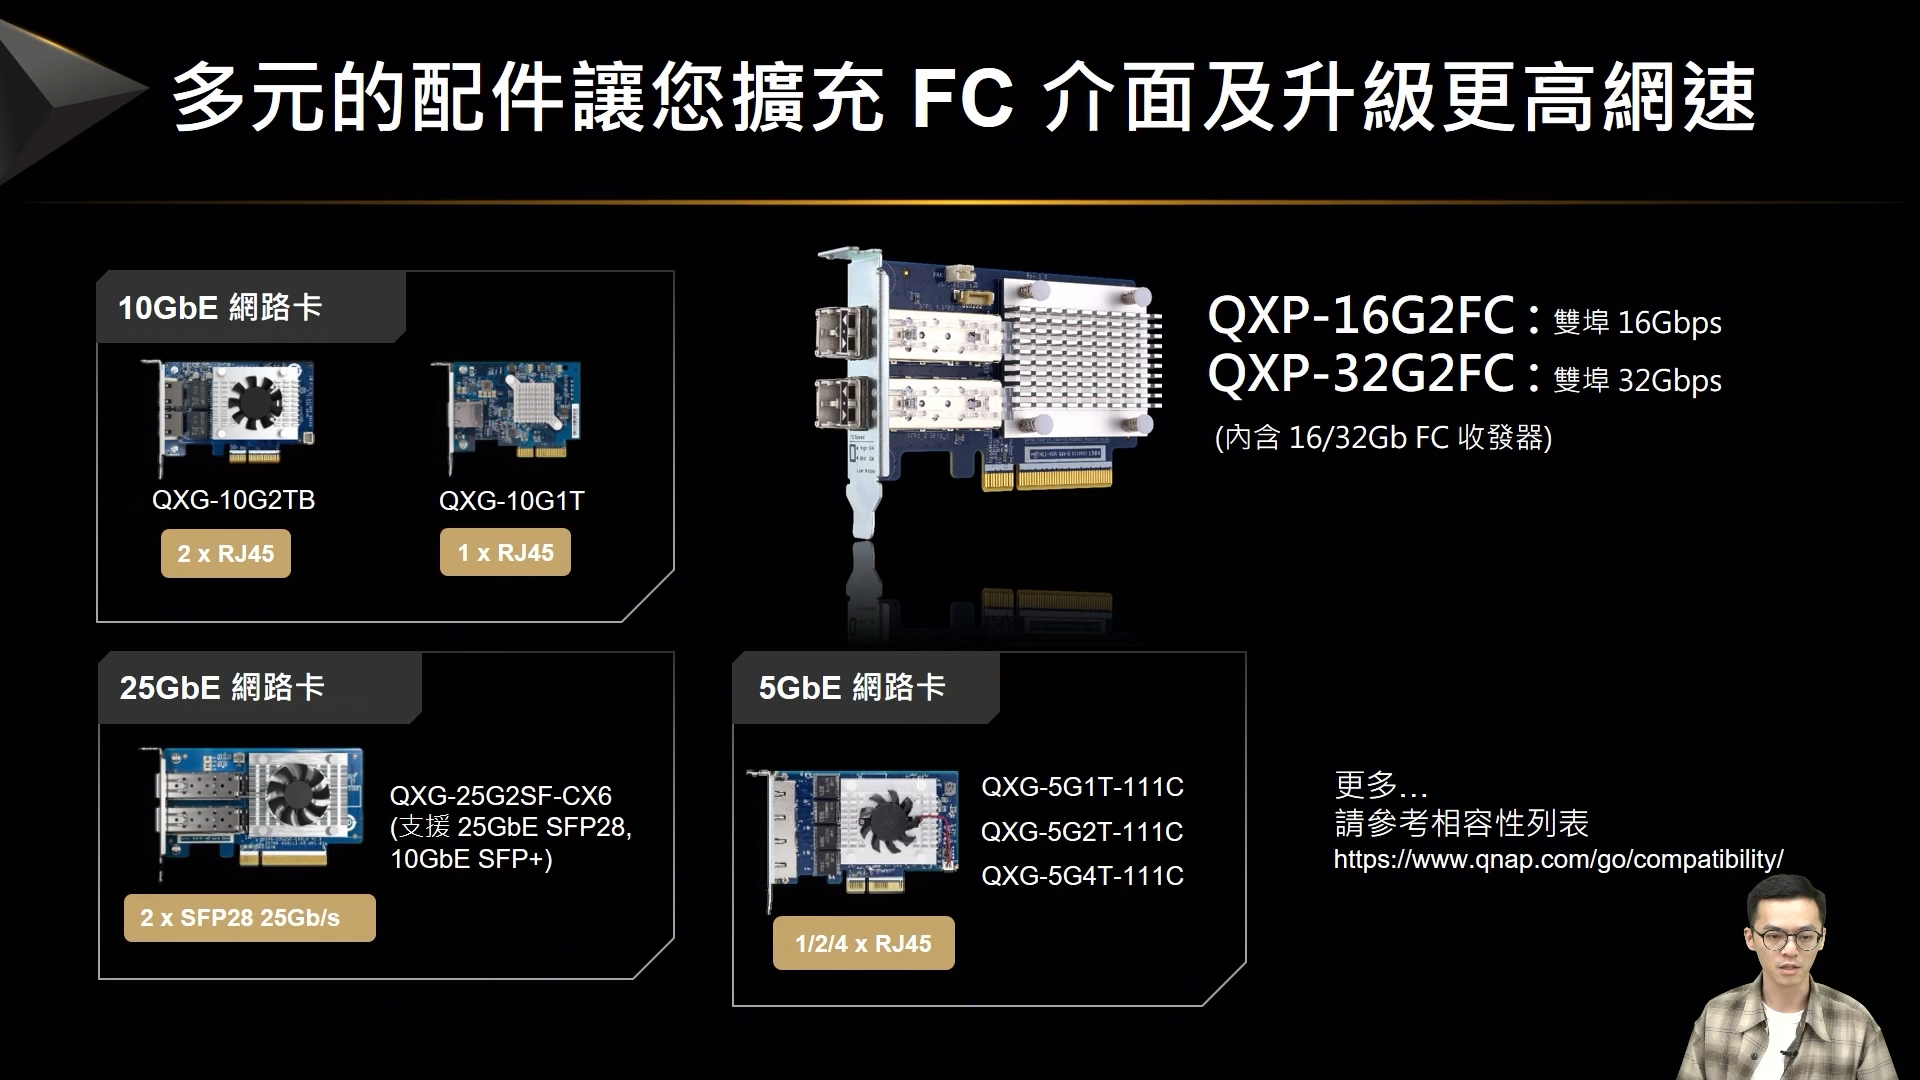 多元的配件讓您擴充 FC 介面及升級更高網速
10GbE 網路卡
QXG-10G2TB
2 x RJ45
QXG-10G1T
1 x RJ45
QXP-16G2FC：雙埠 16Gbps
QXP-32G2FC：雙埠 32Gbps
(內含 16/32Gb FC 收發器)
25GbE 網路卡
QXG-25G2SF-CX6
(支援 25GbE SFP28,
10GbE SFP+)
2 x SFP28 25Gb/s
5GbE 網路卡
QXG-5G1T-111C
QXG-5G2T-111C
QXG-5G4T-111C
1/2/4 x RJ45
更多...
請參考相容性列表
https://www.qnap.com/go/compatibility/